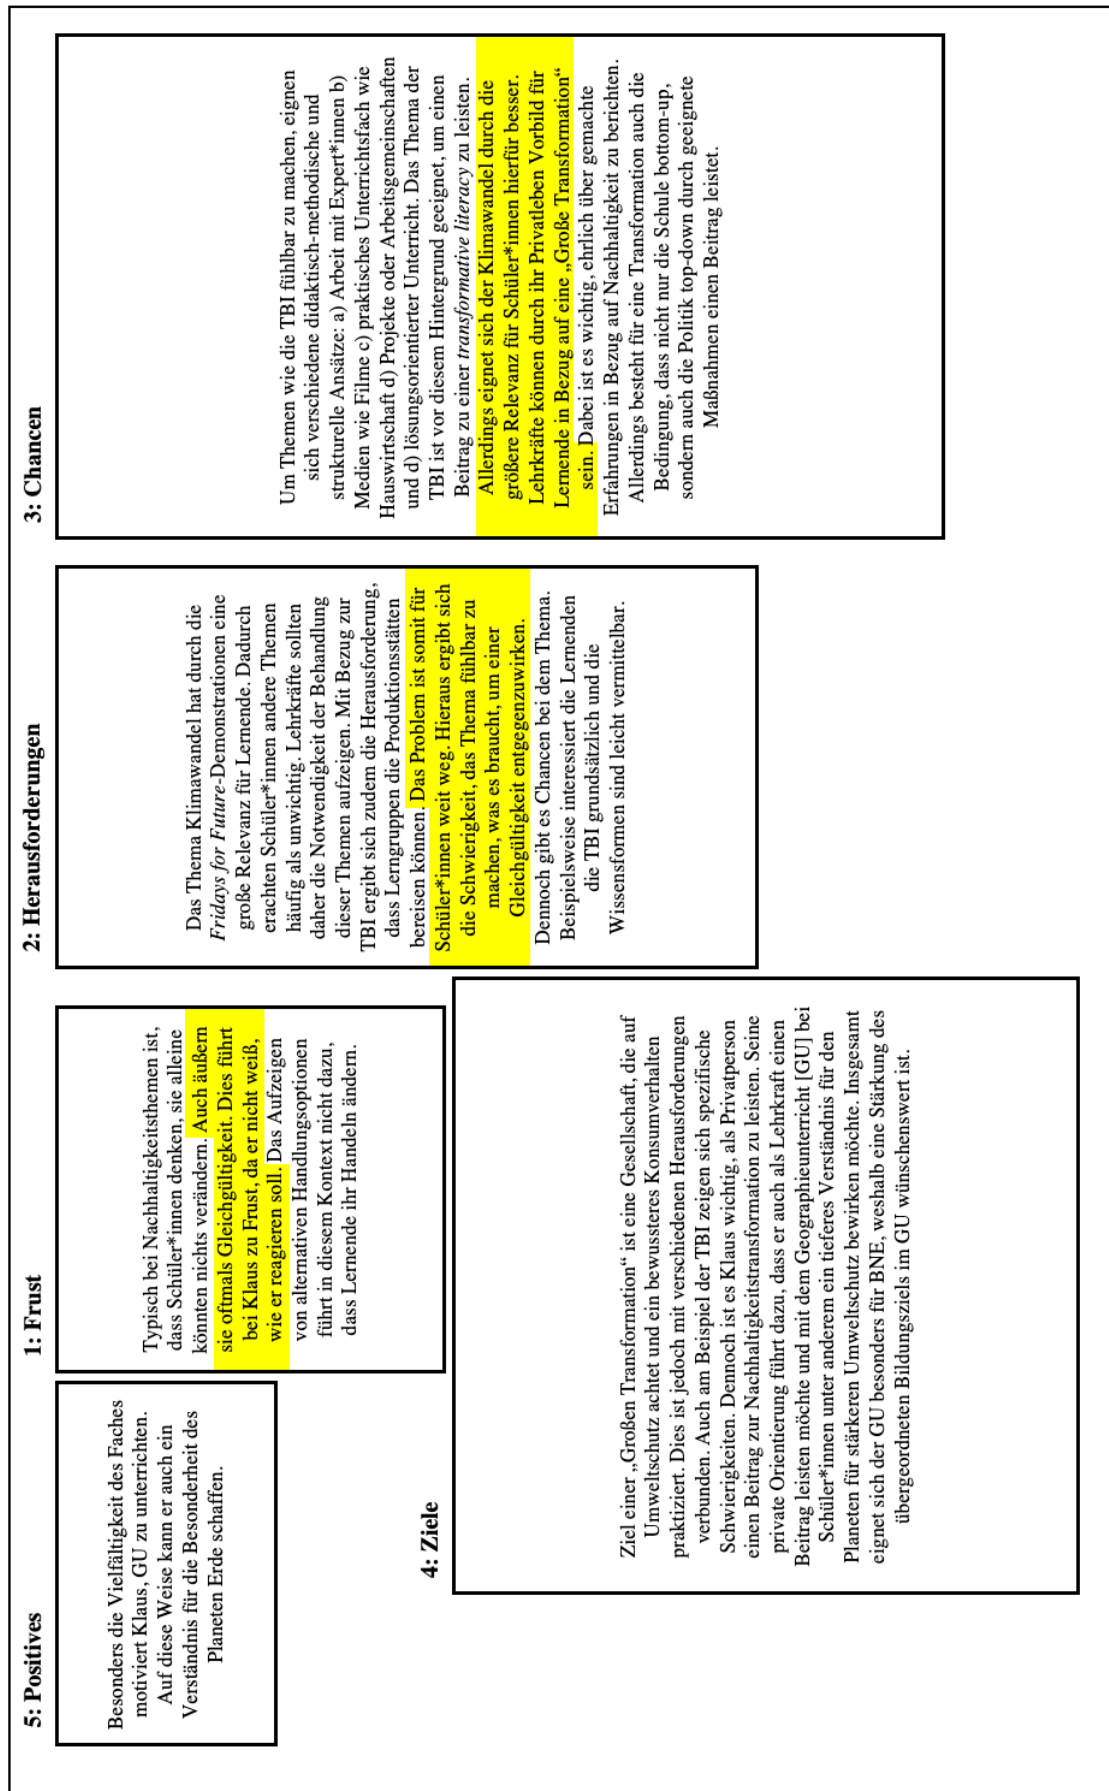 5: Positives
Besonders die Vielfältigkeit des Faches
motiviert Klaus, GU zu unterrichten.
Auf diese Weise kann er auch ein
Verständnis für die Besonderheit des
Planeten Erde schaffen.
1: Frust
Typisch bei Nachhaltigkeitsthemen ist,
dass Schüler*innen denken, sie alleine
könnten nichts verändern. Auch äußern
sie oftmals Gleichgültigkeit. Dies führt
bei Klaus zu Frust, da er nicht weiß,
wie er reagieren soll. Das Aufzeigen
von alternativen Handlungsoptionen
führt in diesem Kontext nicht dazu,
dass Lernende ihr Handeln ändern.
2: Herausforderungen
Das Thema Klimawandel hat durch die
Fridays for Future-Demonstrationen eine
große Relevanz für Lernende. Dadurch
erachten Schüler*innen andere Themen
häufig als unwichtig. Lehrkräfte sollten
daher die Notwendigkeit der Behandlung
dieser Themen aufzeigen. Mit Bezug zur
TBI ergibt sich zudem die Herausforderung,
dass Lerngruppen die Produktionsstätten
bereisen können. Das Problem ist somit für
Schüler*innen weit weg. Hieraus ergibt sich
die Schwierigkeit, das Thema fühlbar zu
machen, was es braucht, um einer
Gleichgültigkeit entgegenzuwirken.
Dennoch gibt es Chancen bei dem Thema.
Beispielsweise interessiert die Lernenden
die TBI grundsätzlich und die
Wissensformen sind leicht vermittelbar.
3: Chancen
Um Themen wie die TBI fühlbar zu machen, eignen
sich verschiedene didaktisch-methodische und
strukturelle Ansätze: a) Arbeit mit Expert*innen b)
Medien wie Filme c) praktisches Unterrichtsfach wie
Hauswirtschaft d) Projekte oder Arbeitsgemeinschaften
und d) lösungsorientierter Unterricht. Das Thema der
TBI ist vor diesem Hintergrund geeignet, um einen
Beitrag zu einer transformative literacy zu leisten.
Allerdings eignet sich der Klimawandel durch die
größere Relevanz für Schüler*innen hierfür besser.
Lehrkräfte können durch ihr Privatleben Vorbild für
Lernende in Bezug auf eine „Große Transformation“
sein. Dabei ist es wichtig, ehrlich über gemachte
Erfahrungen in Bezug auf Nachhaltigkeit zu berichten.
Allerdings besteht für eine Transformation auch die
Bedingung, dass nicht nur die Schule bottom-up,
sondern auch die Politik top-down durch geeignete
Maßnahmen einen Beitrag leistet.
4: Ziele
Ziel einer „Großen Transformation“ ist eine Gesellschaft, die auf
Umweltschutz achtet und ein bewussteres Konsumverhalten
praktiziert. Dies ist jedoch mit verschiedenen Herausforderungen
verbunden. Auch am Beispiel der TBI zeigen sich spezifische
Schwierigkeiten. Dennoch ist es Klaus wichtig, als Privatperson
einen Beitrag zur Nachhaltigkeitstransformation zu leisten. Seine
private Orientierung führt dazu, dass er auch als Lehrkraft einen
Beitrag leisten möchte und mit dem Geographieunterricht [GU] bei
Schüler*innen unter anderem ein tieferes Verständnis für den
Planeten für stärkeren Umweltschutz bewirken möchte. Insgesamt
eignet sich der GU besonders für BNE, weshalb eine Stärkung des
übergeordneten Bildungsziels im GU wünschenswert ist.